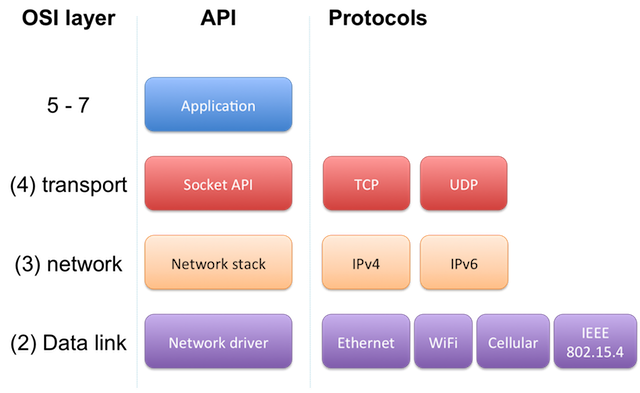 OSI layer API Protocols
5 - 7 Application
(4) transport Socket API TCP UDP
(3) network Network stack IPv4 IPv6
(2) Data link Network driver Ethernet WiFi Cellular IEEE
802.15.4